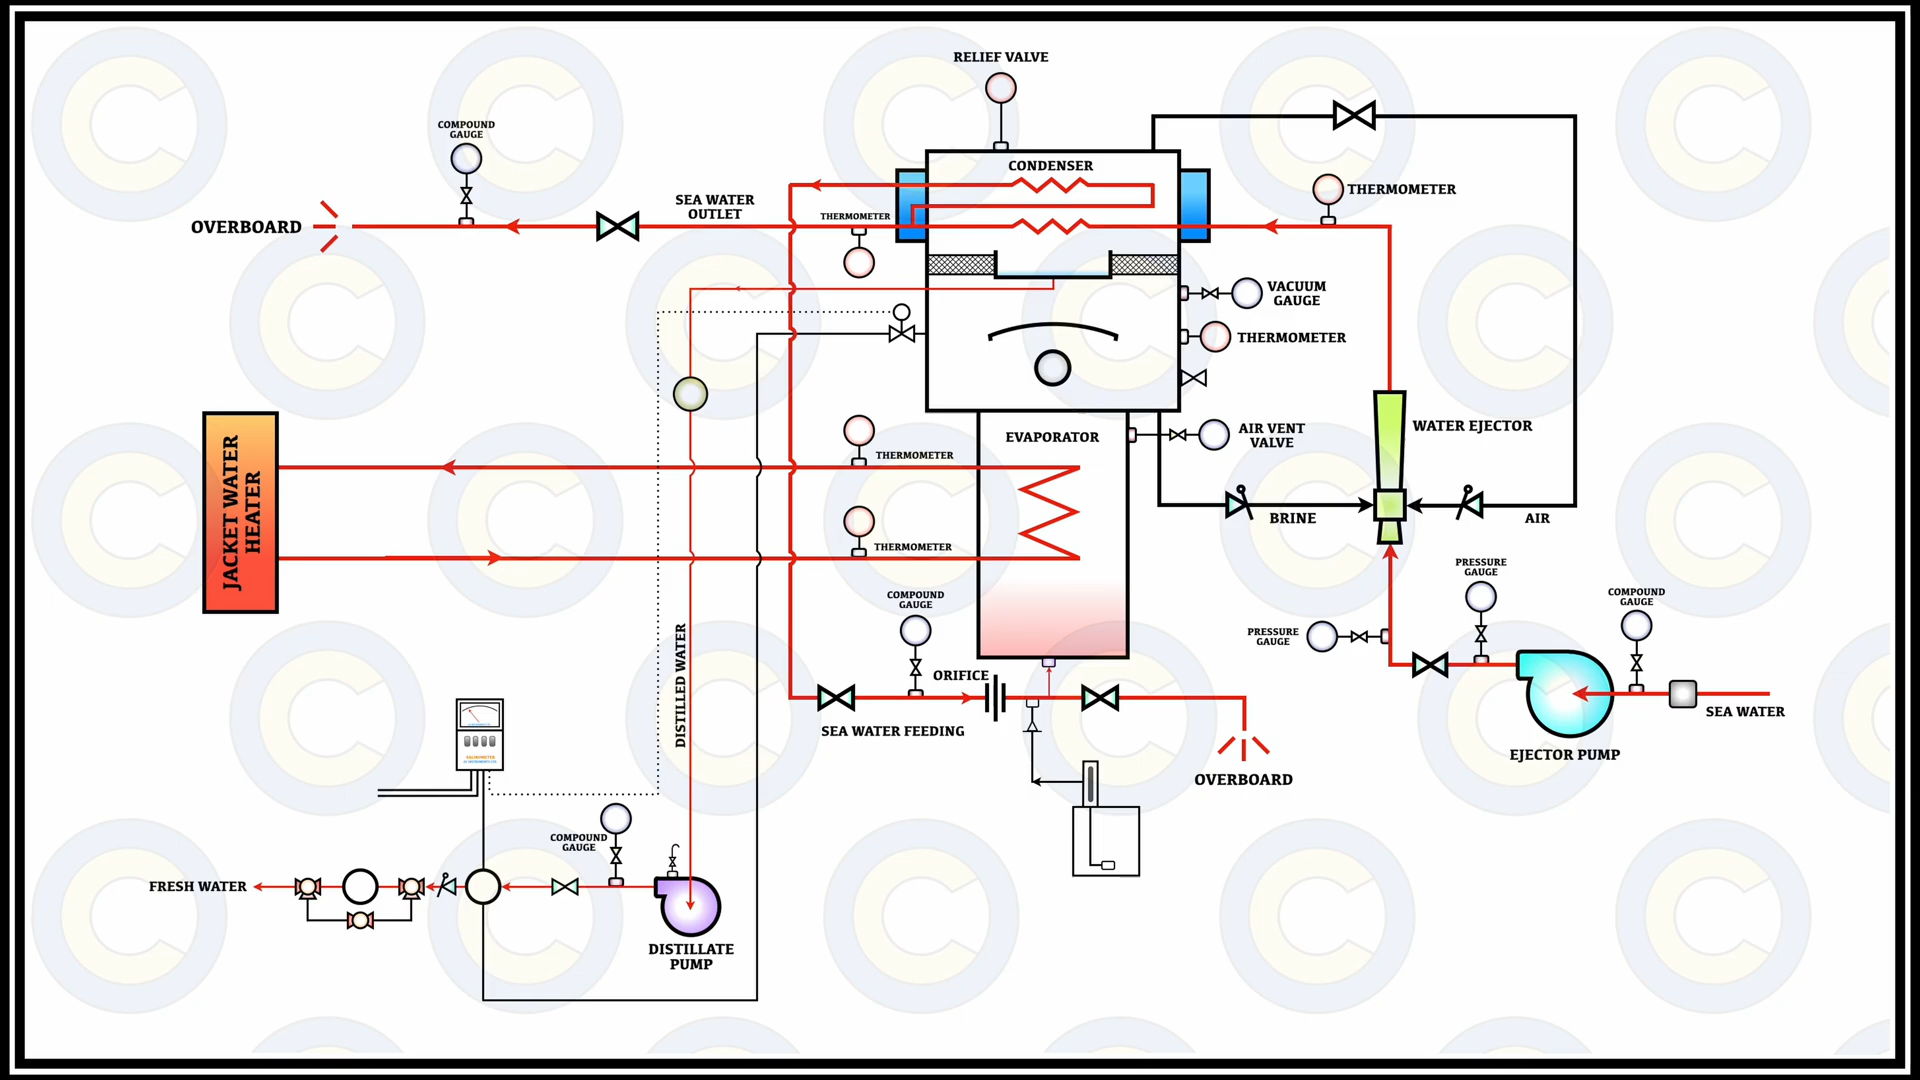 RELIEF VALVE
COMPOUND
GAUGE
CONDENSER
THERMOMETER
SEA WATER
OUTLET
THERMOMETER
OVERBOARD
VACUUM
GAUGE
THERMOMETER
WATER EJECTOR
AIR VENT
VALVE
EVAPORATOR
JACKET WATER
HEATER
THERMOMETER
BRINE
AIR
THERMOMETER
PRESSURE
GAUGE
COMPOUND
GAUGE
COMPOUND
GAUGE
PRESSURE
GAUGE
DISTILLED WATER
ORIFICE
SEA WATER FEEDING
SEA WATER
EJECTOR PUMP
OVERBOARD
SALINOMETER
COMPOUND
GAUGE
FRESH WATER
DISTILLATE
PUMP